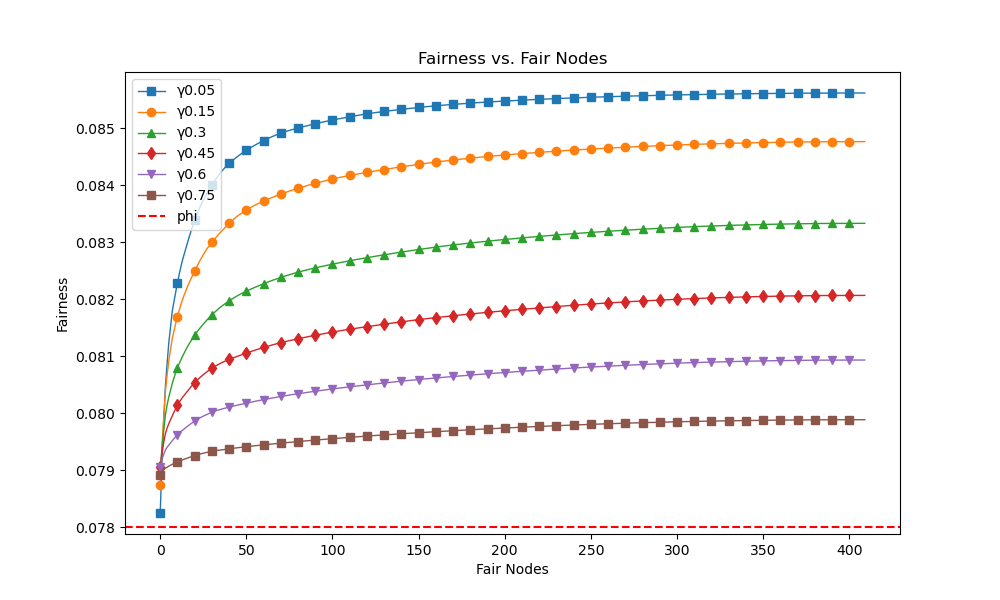 Fairness vs. Fair Nodes
γ0.05
γ0.15
γ0.3
γ0.45
γ0.6
γ0.75
phi
Fairness
0.085
0.084
0.083
0.082
0.081
0.080
0.079
0.078
0 50 100 150 200 250 300 350 400
Fair Nodes